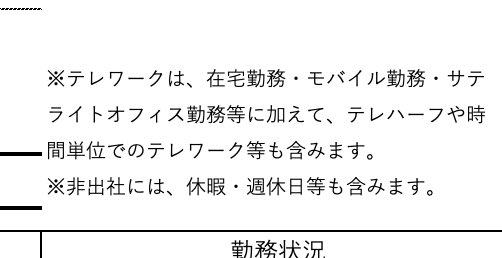 ※テレワークは、在宅勤務・モバイル勤務・サテ
ライトオフィス勤務等に加えて、テレハーフや時
間単位でのテレワーク等も含みます。
※非出社には、休暇・週休日等も含みます。
勤務状況